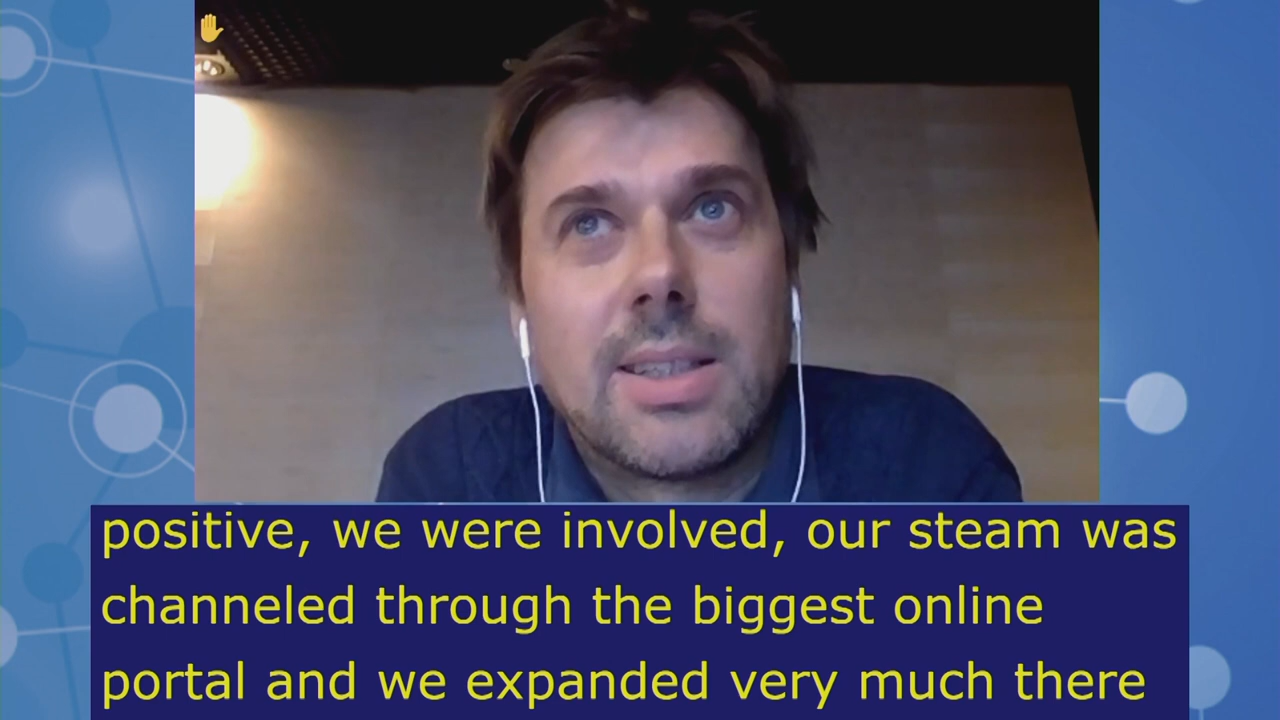 positive, we were involved, our steam was
channeled through the biggest online
portal and we expanded very much there